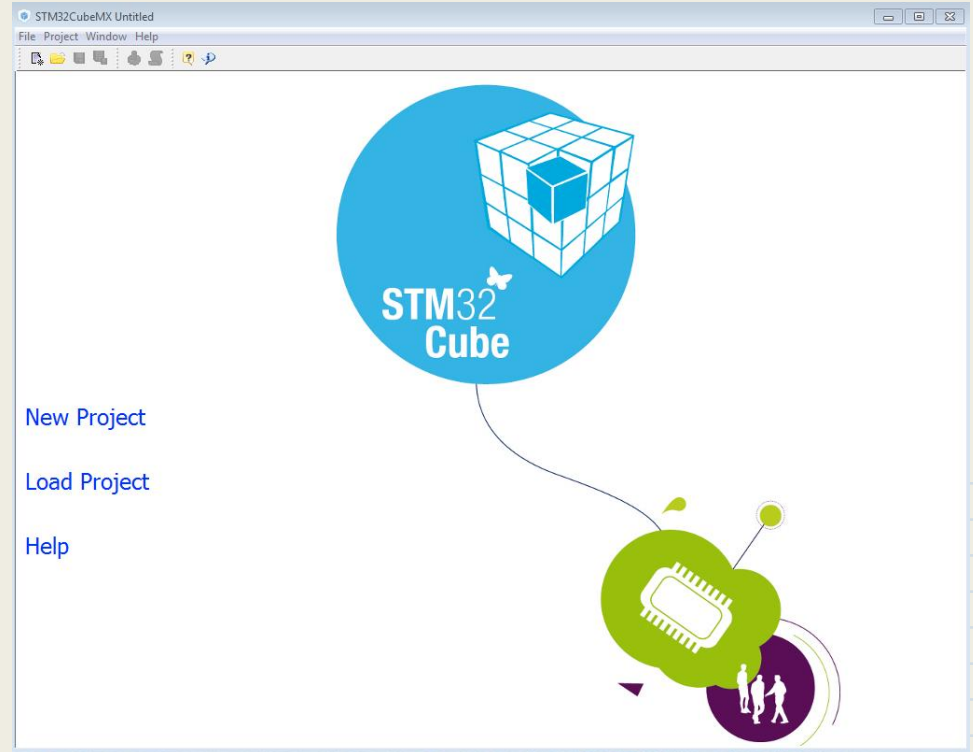 STM32CubeMX Untitled
File Project Window Help
STM32
Cube
New Project
Load Project
Help